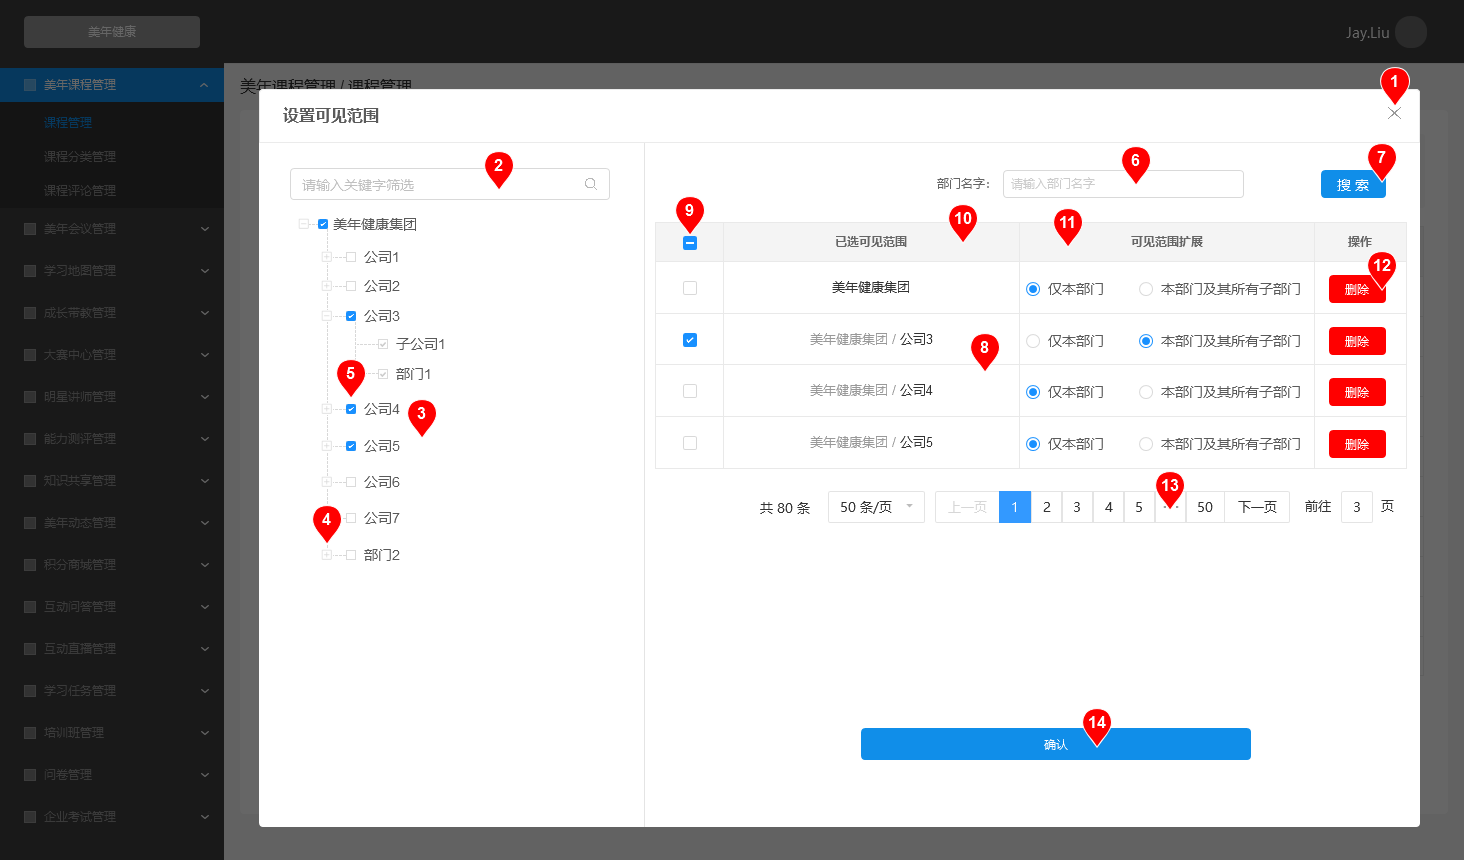 美年健康
Jay.Liu
美年课程管理
课程管理
课程分类管理
课程评论管理
美年会议管理
学习地图管理
成长带教管理
大赛中心管理
明星讲师管理
能力测评管理
知识共享管理
美年动态管理
积分商城管理
互动问答管理
互动直播管理
学习任务管理
培训班管理
问卷管理
企业考试管理
美年课程管理 / 课程管理
设置可见范围
1
请输入关键字筛选
2
美年健康集团
公司1
公司2
公司3
子公司1
部门1
5
公司4
3
公司5
公司6
4
公司7
部门2
部门名字：
请输入部门名字
6
7
搜 索
9
10
11
已选可见范围
可见范围扩展
操作
12
美年健康集团
仅本部门
本部门及其所有子部门
删除
美年健康集团 / 公司3
8
仅本部门
本部门及其所有子部门
删除
美年健康集团 / 公司4
仅本部门
本部门及其所有子部门
删除
美年健康集团 / 公司5
仅本部门
本部门及其所有子部门
删除
13
共 80 条
50 条/页
上一页
1
2
3
4
5
···
50
下一页
前往
3
页
14
确认